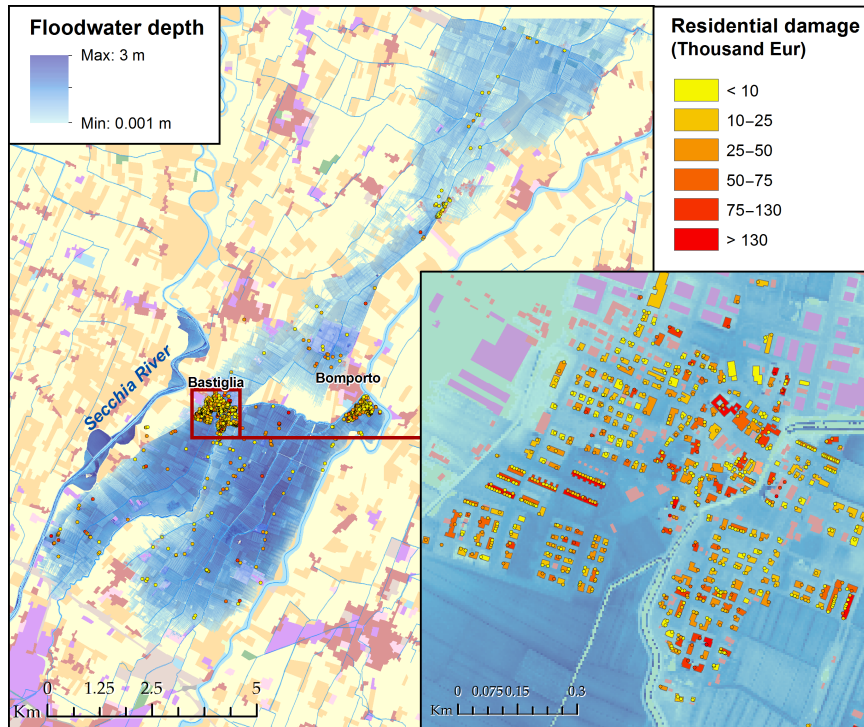 Floodwater depth
Max: 3 m
Min: 0.001 m
Residential damage
(Thousand Eur)
< 10
10–25
25–50
50–75
75–130
> 130
Secchia River
Bastiglia
Bomporto
0 1.25 2.5 5
Km
0 0.075 0.15 0.3
Km